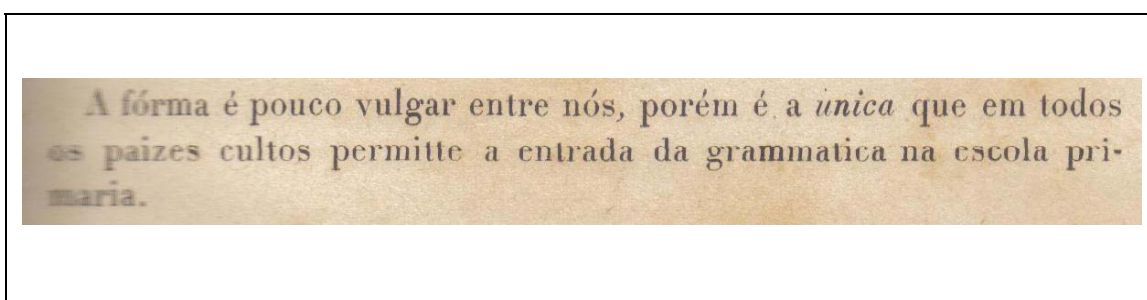 A fórma é pouco vulgar entre nós, porém é a única que em todos
os paizes cultos permitte a entrada da grammatica na escola pri-
maria.